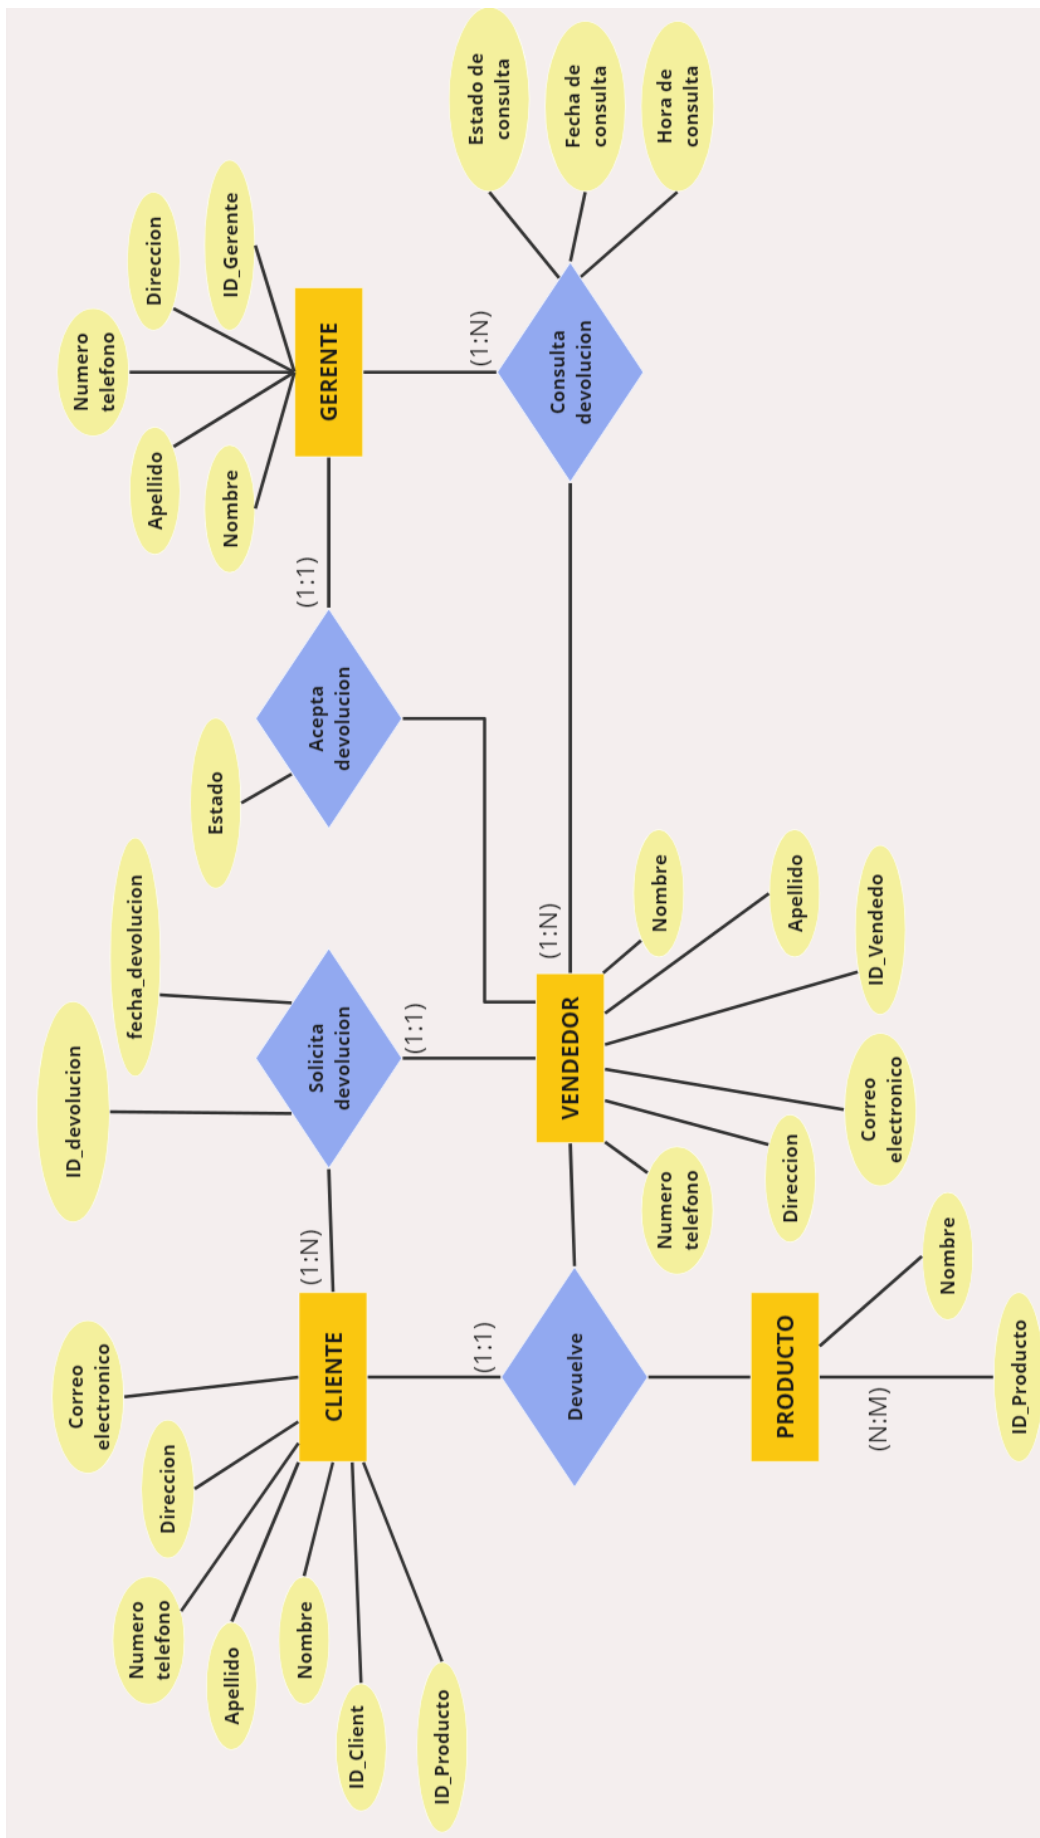 Correo
electronico
Direccion
Numero
telefono
Apellido
Nombre
ID_Client
ID_Producto
CLIENTE
(1:N)
ID_devolucion
fecha_devolucion
Solicita
devolucion
(1:1)
Estado
Acepta
devolucion
(1:1)
Numero
telefono
Direccion
Apellido
ID_Gerente
Nombre
GERENTE
(1:N)
Consulta
devolucion
Estado de
consulta
Fecha de
consulta
Hora de
consulta
(1:1)
Devuelve
VENDEDOR
(1:N)
Nombre
Apellido
ID_Vendedo
Correo
electronico
Direccion
Numero
telefono
PRODUCTO
(N:M)
Nombre
ID_Producto